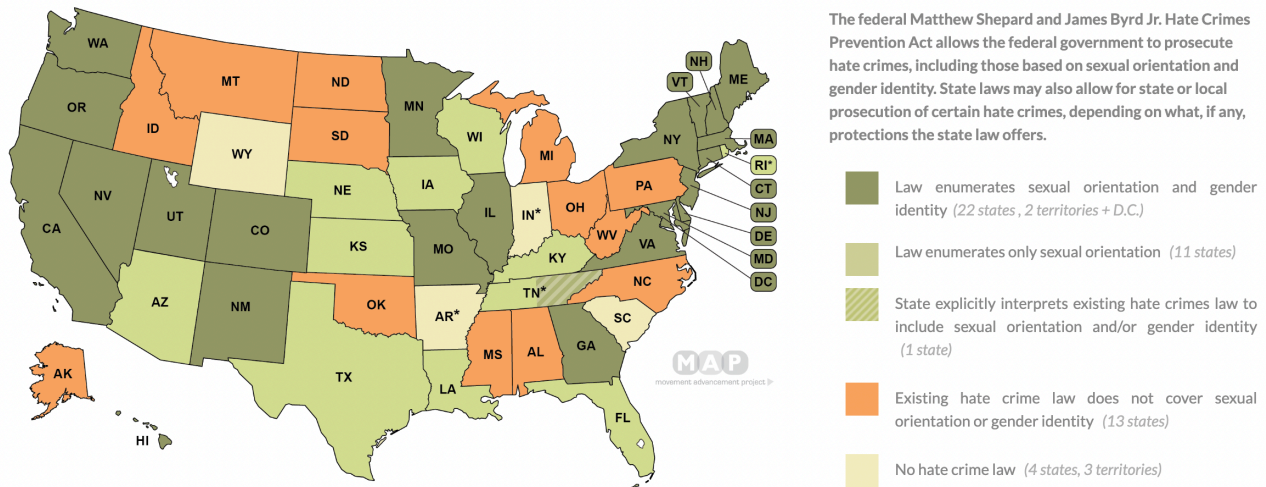 WA
OR
CA
NV
ID
MT
WY
UT
CO
AZ
NM
ND
SD
NE
KS
OK
TX
MN
IA
MO
AR*
LA
WI
IL
MI
IN*
OH
KY
TN*
MS
AL
GA
FL
SC
NC
VA
WV
PA
NY
VT
NH
ME
MA
RI*
CT
NJ
DE
MD
DC
AK
HI
MAP
movement advancement project
The federal Matthew Shepard and James Byrd Jr. Hate Crimes
Prevention Act allows the federal government to prosecute
hate crimes, including those based on sexual orientation and
gender identity. State laws may also allow for state or local
prosecution of certain hate crimes, depending on what, if any,
protections the state law offers.
Law enumerates sexual orientation and gender
identity (22 states , 2 territories + D.C.)
Law enumerates only sexual orientation (11 states)
State explicitly interprets existing hate crimes law to
include sexual orientation and/or gender identity
(1 state)
Existing hate crime law does not cover sexual
orientation or gender identity (13 states)
No hate crime law (4 states, 3 territories)